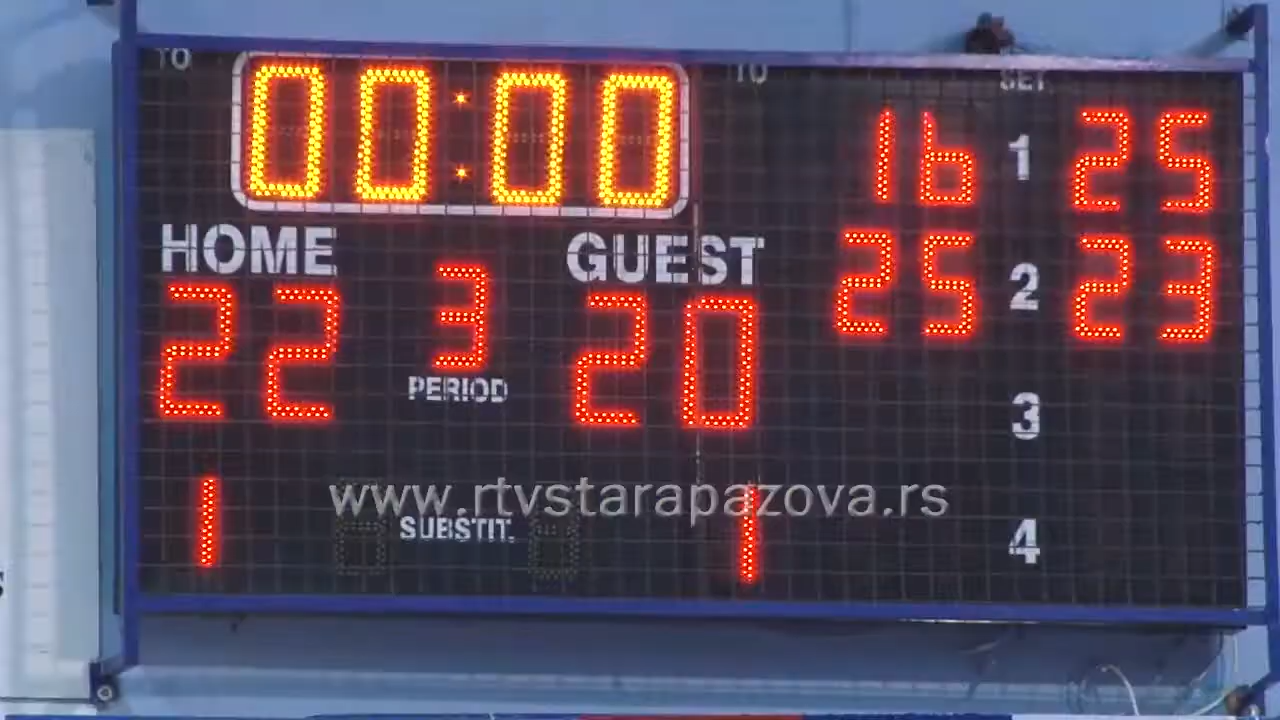 TO 00:00 TO SET
16 1 25
HOME GUEST
25 2 23
22 3 20
PERIOD
3
1 SUBSTIT. 1
4
www.rtvstarapazova.rs